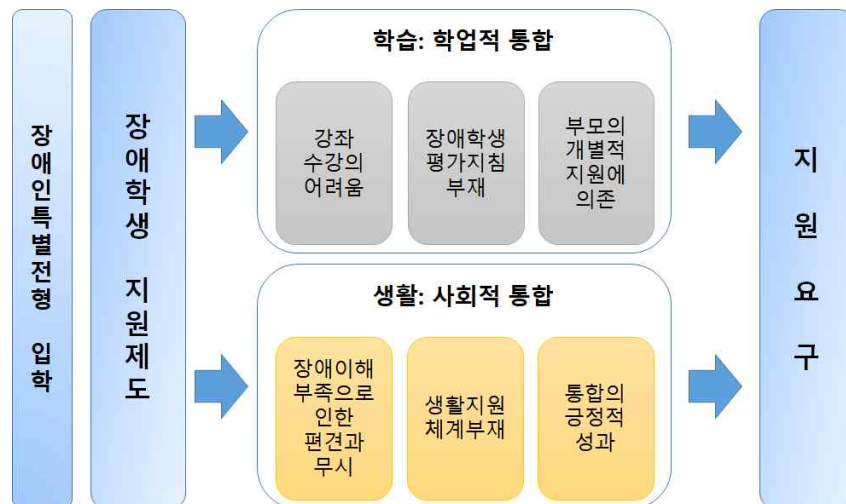 장애인특별전형 입학
장애학생 지원제도
학습: 학업적 통합
강좌
수강의
어려움
장애학생
평가지침
부재
부모의
개별적
지원에
의존
생활: 사회적 통합
장애이해
부족으로
인한
편견과
무시
생활지원
체계부재
통합의
긍정적
성과
지원요구